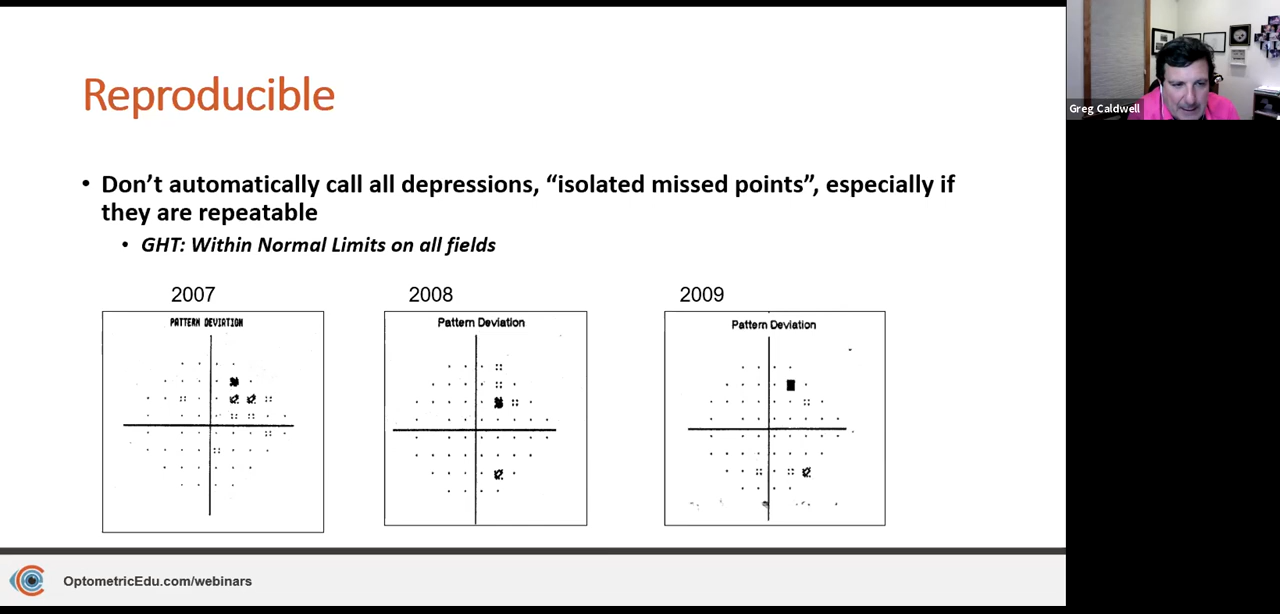 Reproducible
• Don’t automatically call all depressions, “isolated missed points”, especially if
they are repeatable
• GHT: Within Normal Limits on all fields
2007
2008
2009
PATTERN DEVIATION
Pattern Deviation
Pattern Deviation
OptometricEdu.com/webinars
Greg Caldwell